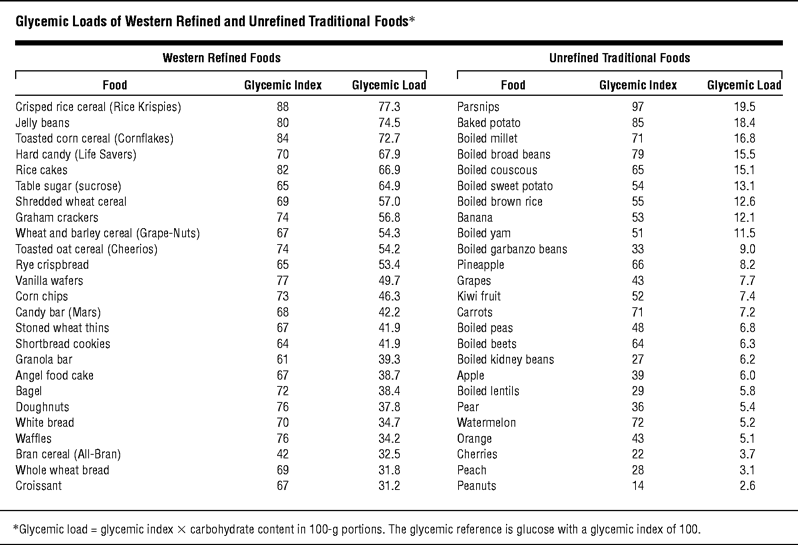 Glycemic Loads of Western Refined and Unrefined Traditional Foods*
Western Refined Foods Unrefined Traditional Foods
Food Glycemic Index Glycemic Load Food Glycemic Index Glycemic Load
Crisped rice cereal (Rice Krispies) 88 77.3 Parsnips 97 19.5
Jelly beans 80 74.5 Baked potato 85 18.4
Toasted corn cereal (Cornflakes) 84 72.7 Boiled millet 71 16.8
Hard candy (Life Savers) 70 67.9 Boiled broad beans 79 15.5
Rice cakes 82 66.9 Boiled couscous 65 15.1
Table sugar (sucrose) 65 64.9 Boiled sweet potato 54 13.1
Shredded wheat cereal 69 57.0 Boiled brown rice 55 12.6
Graham crackers 74 56.8 Banana 53 12.1
Wheat and barley cereal (Grape-Nuts) 67 54.3 Boiled yam 51 11.5
Toasted oat cereal (Cheerios) 74 54.2 Boiled garbanzo beans 33 9.0
Rye crispbread 65 53.4 Pineapple 66 8.2
Vanilla wafers 77 49.7 Grapes 43 7.7
Corn chips 73 46.3 Kiwi fruit 52 7.4
Candy bar (Mars) 68 42.2 Carrots 71 7.2
Stoned wheat thins 67 41.9 Boiled peas 48 6.8
Shortbread cookies 64 41.9 Boiled beets 64 6.3
Granola bar 61 39.3 Boiled kidney beans 27 6.2
Angel food cake 67 38.7 Apple 39 6.0
Bagel 72 38.4 Boiled lentils 29 5.8
Doughnuts 76 37.8 Pear 36 5.4
White bread 70 34.7 Watermelon 72 5.2
Waffles 76 34.2 Orange 43 5.1
Bran cereal (All-Bran) 42 32.5 Cherries 22 3.7
Whole wheat bread 69 31.8 Peach 28 3.1
Croissant 67 31.2 Peanuts 14 2.6
*Glycemic load = glycemic index × carbohydrate content in 100-g portions. The glycemic reference is glucose with a glycemic index of 100.